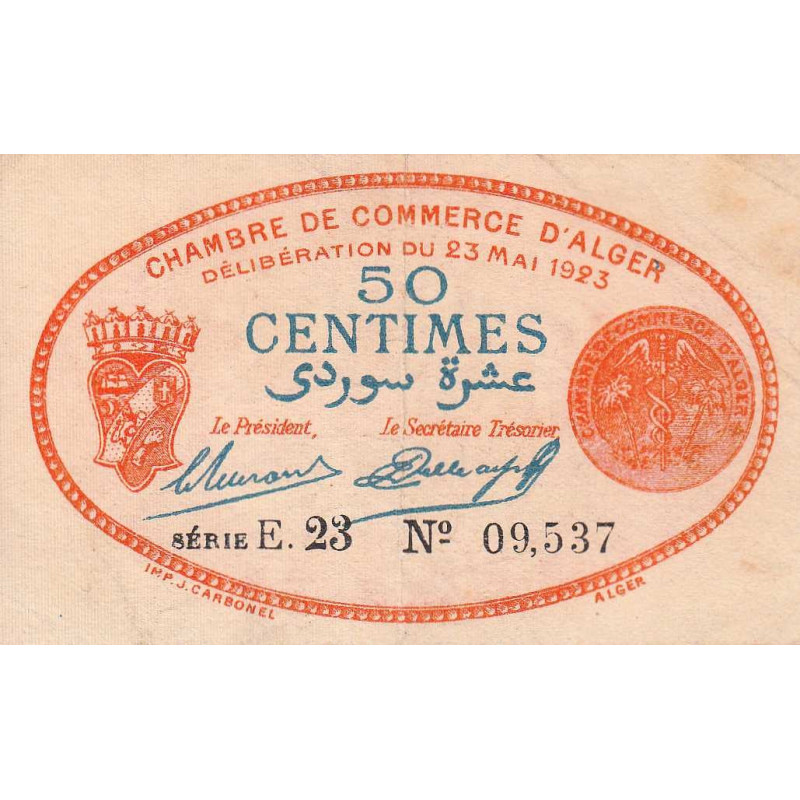 CHAMBRE DE COMMERCE D'ALGER
DÉLIBÉRATION DU 23 MAI 1923
50
CENTIMES
عشرة سوردي
Le Président, Le Secrétaire Trésorier
CHAMBRE DE COMMERCE D'ALGER
SÉRIE E. 23 Nº 09,537
IMP. J. CARBONEL ALGER